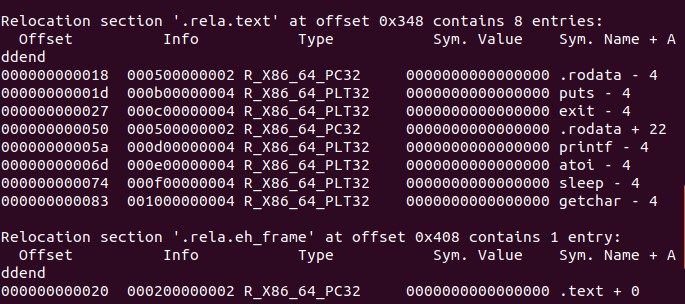 Relocation section '.rela.text' at offset 0x348 contains 8 entries:
  Offset          Info           Type           Sym. Value    Sym. Name + A
ddend
000000000018  000500000002 R_X86_64_PC32     0000000000000000 .rodata - 4
00000000001d  000b00000004 R_X86_64_PLT32    0000000000000000 puts - 4
000000000027  000c00000004 R_X86_64_PLT32    0000000000000000 exit - 4
000000000050  000500000002 R_X86_64_PC32     0000000000000000 .rodata + 22
00000000005a  000d00000004 R_X86_64_PLT32    0000000000000000 printf - 4
00000000006d  000e00000004 R_X86_64_PLT32    0000000000000000 atoi - 4
000000000074  000f00000004 R_X86_64_PLT32    0000000000000000 sleep - 4
000000000083  001000000004 R_X86_64_PLT32    0000000000000000 getchar - 4
Relocation section '.rela.eh_frame' at offset 0x408 contains 1 entry:
  Offset          Info           Type           Sym. Value    Sym. Name + A
ddend
000000000020  000200000002 R_X86_64_PC32     0000000000000000 .text + 0